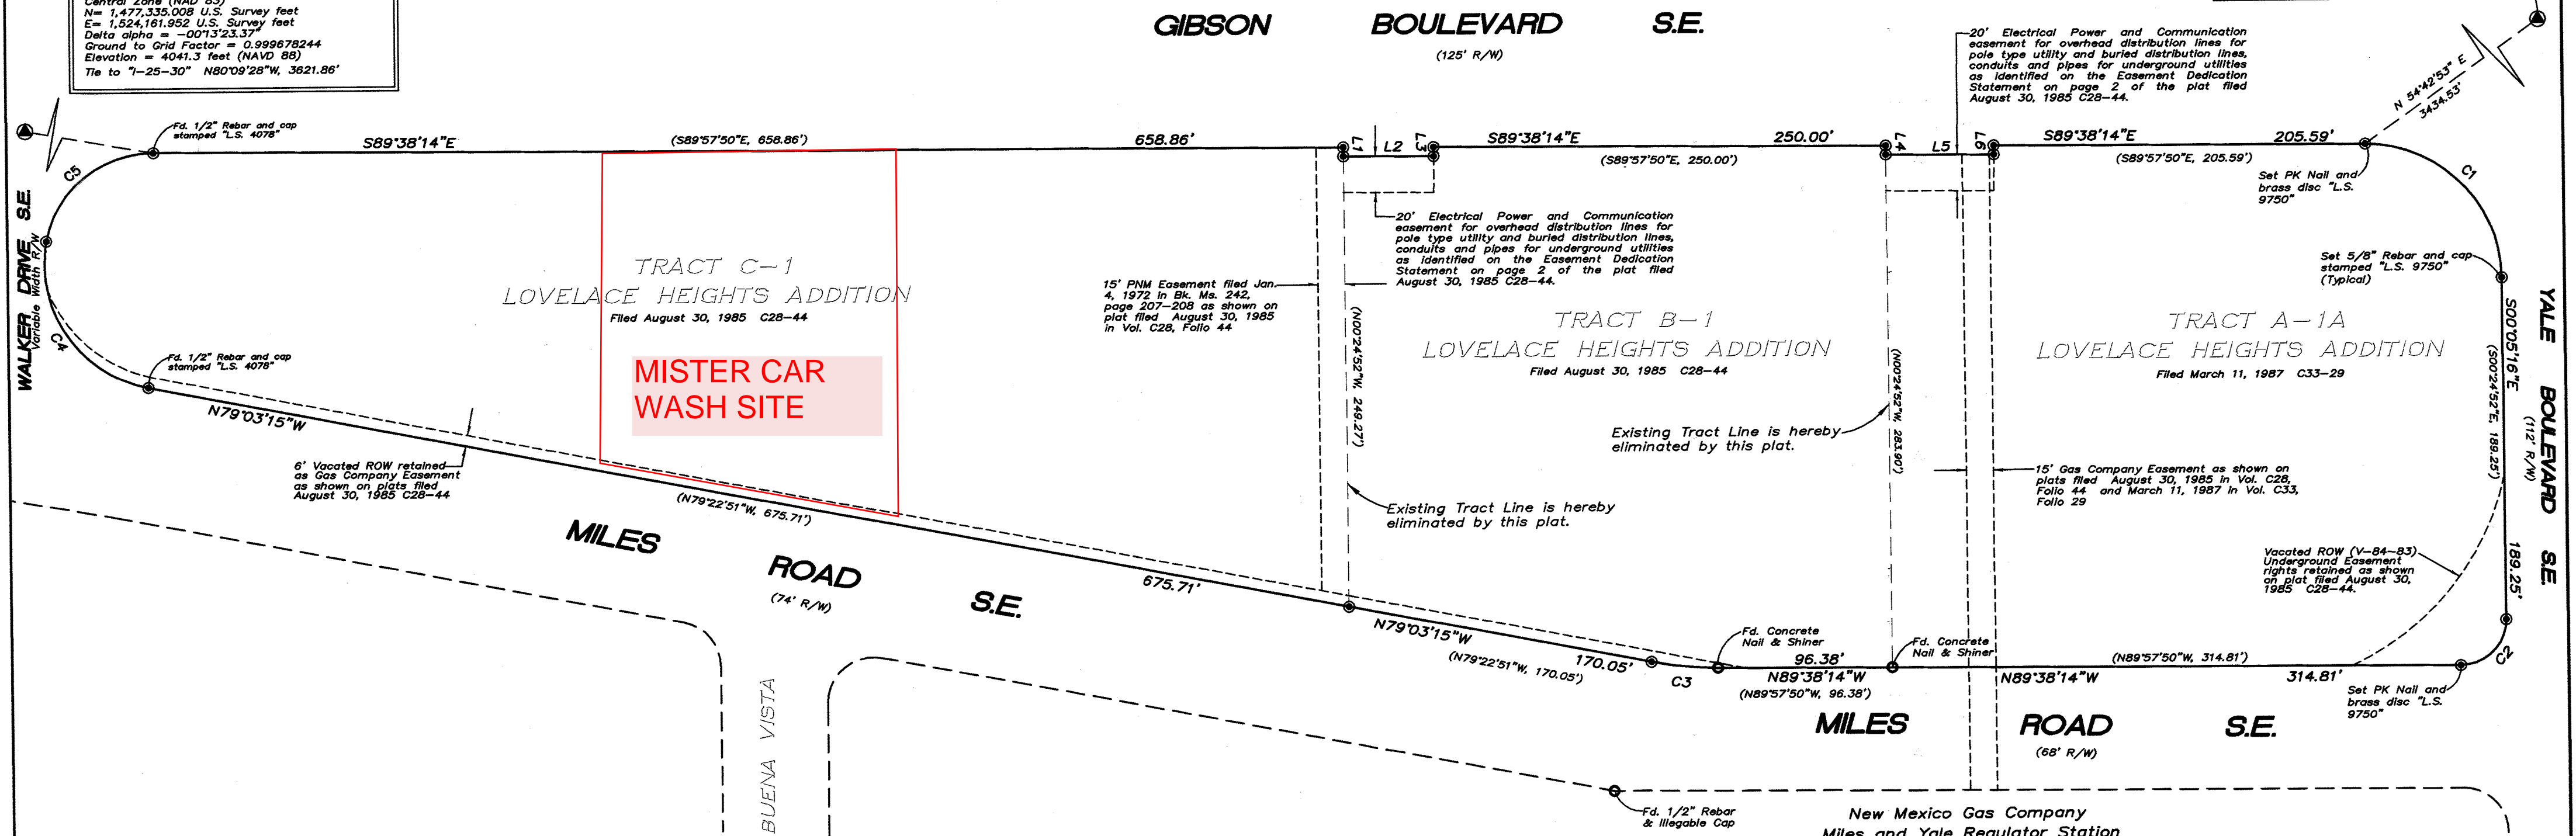 Central Zone (NAD 83)
N= 1,477,335.008 U.S. Survey feet
E= 1,524,161.952 U.S. Survey feet
Delta alpha = -00°13'23.37"
Ground to Grid Factor = 0.999678244
Elevation = 4041.3 feet (NAVD 88)
Tie to "I-25-30" N80°09'28"W, 3621.86'
GIBSON BOULEVARD S.E.
(125' R/W)
20' Electrical Power and Communication
easement for overhead distribution lines for
pole type utility and buried distribution lines,
conduits and pipes for underground utilities
as identified on the Easement Dedication
Statement on page 2 of the plat filed
August 30, 1985 C28-44.
N 54°42'53" E
3434.53'
Fd. 1/2" Rebar and cap
stamped "L.S. 4078"
S89°38'14"E
(S89°57'50"E, 658.86')
658.86'
L1
L2
L3
S89°38'14"E
250.00'
(S89°57'50"E, 250.00')
L4
L5
L6
S89°38'14"E
205.59'
(S89°57'50"E, 205.59')
Set PK Nail and
brass disc "L.S.
9750"
C1
C5
WALKER DRIVE S.E.
Variable Width R/W
C4
TRACT C-1
LOVELACE HEIGHTS ADDITION
Filed August 30, 1985 C28-44
MISTER CAR
WASH SITE
15' PNM Easement filed Jan.
4, 1972 in Bk. Ms. 242,
page 207-208 as shown on
plat filed August 30, 1985
in Vol. C28, Folio 44
20' Electrical Power and Communication
easement for overhead distribution lines for
pole type utility and buried distribution lines,
conduits and pipes for underground utilities
as identified on the Easement Dedication
Statement on page 2 of the plat filed
August 30, 1985 C28-44.
(N00°24'52"W, 249.27')
TRACT B-1
LOVELACE HEIGHTS ADDITION
Filed August 30, 1985 C28-44
(N00°24'52"W, 283.90')
TRACT A-1A
LOVELACE HEIGHTS ADDITION
Filed March 11, 1987 C33-29
Set 5/8" Rebar and cap
stamped "L.S. 9750"
(Typical)
S00°05'16"E
(S00°24'52"E, 189.25')
189.25'
YALE BOULEVARD S.E.
(112' R/W)
Fd. 1/2" Rebar and cap
stamped "L.S. 4078"
N79°03'15"W
6' Vacated ROW retained
as Gas Company Easement
as shown on plats filed
August 30, 1985 C28-44
(N79°22'51"W, 675.71')
675.71'
Existing Tract Line is hereby
eliminated by this plat.
Existing Tract Line is hereby
eliminated by this plat.
15' Gas Company Easement as shown on
plats filed August 30, 1985 in Vol. C28,
Folio 44 and March 11, 1987 in Vol. C33,
Folio 29
Vacated ROW (V-84-83)
Underground Easement
rights retained as shown
on plat filed August 30,
1985 C28-44.
MILES ROAD S.E.
(74' R/W)
N79°03'15"W
170.05'
(N79°22'51"W, 170.05')
C3
Fd. Concrete
Nail & Shiner
96.38'
N89°38'14"W
(N89°57'50"W, 96.38')
Fd. Concrete
Nail & Shiner
(N89°57'50"W, 314.81')
N89°38'14"W
314.81'
C2
Set PK Nail and
brass disc "L.S.
9750"
MILES ROAD S.E.
(68' R/W)
BUENA VISTA
Fd. 1/2" Rebar
& Illegable Cap
New Mexico Gas Company
Miles and Yale Regulator Station